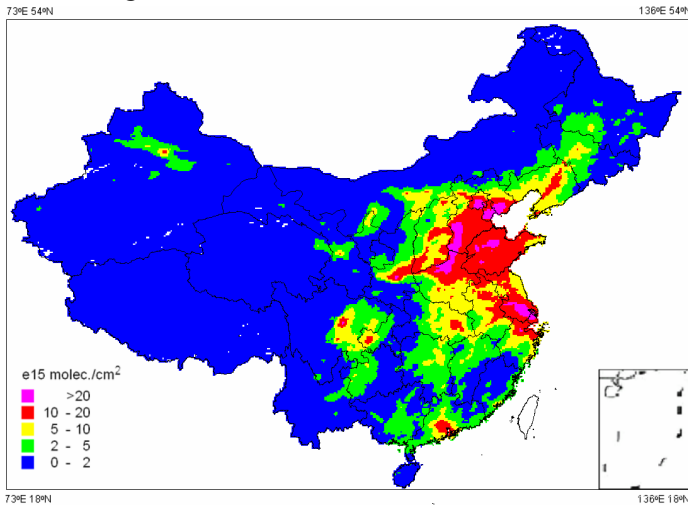 73ºE 54ºN
136ºE 54ºN
e15 molec./cm²
>20
10 - 20
5 - 10
2 - 5
0 - 2
73ºE 18ºN
136ºE 18ºN